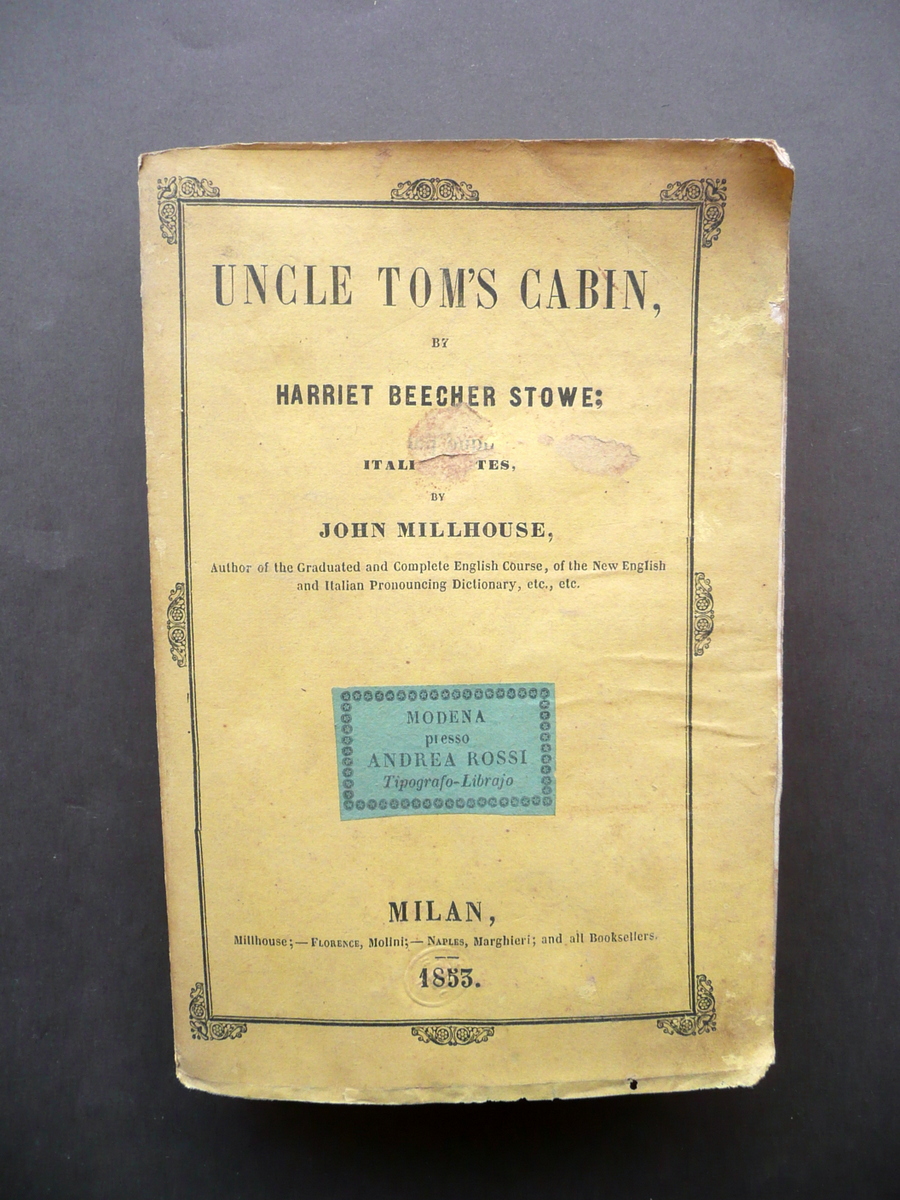 UNCLE TOM'S CABIN,
BY
HARRIET BEECHER STOWE;
BY
JOHN MILLHOUSE,
Author of the Graduated and Complete English Course, of the New English
and Italian Pronouncing Dictionary, etc., etc.
MODENA
presso
ANDREA ROSSI
Tipografo-Librajo
MILAN,
Millhouse;—FLORENCE, Molini;—NAPLES, Marghieri; and all Booksellers.
1853.